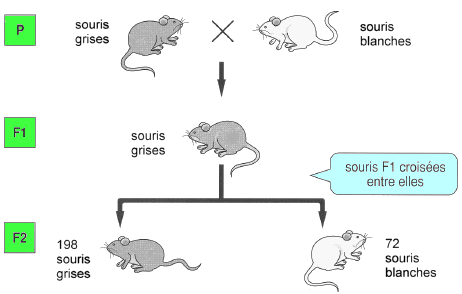 P
souris
grises
souris
blanches
F1
souris
grises
souris F1 croisées
entre elles
F2
198
souris
grises
72
souris
blanches